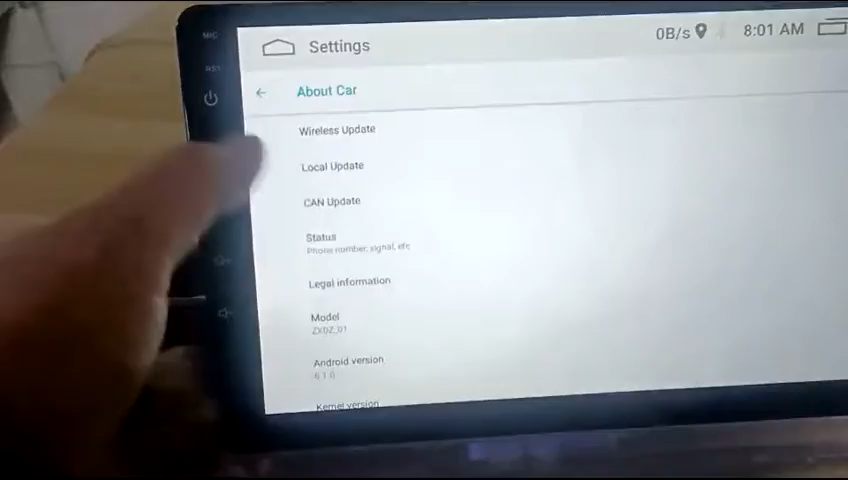 MIC
RST
Settings
0B/s
8:01 AM
About Car
Wireless Update
Local Update
CAN Update
Status
Phone number, signal, etc
Legal information
Model
ZXDZ_01
Android version
Kernel version